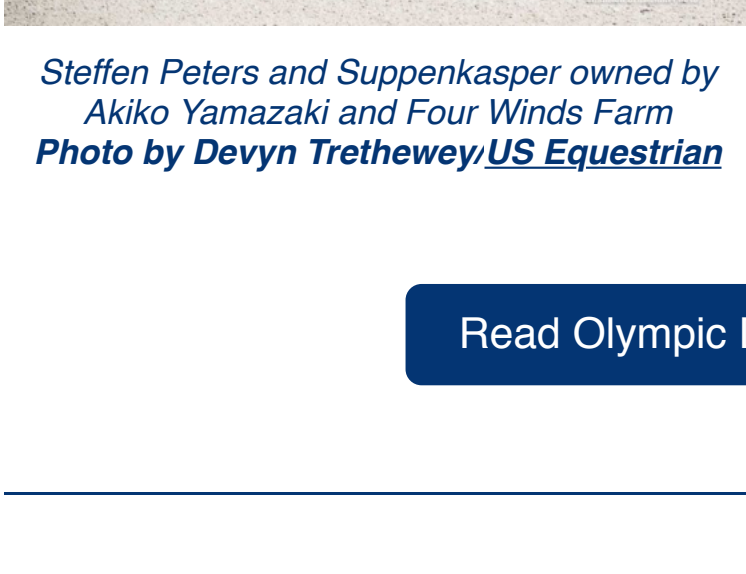 Steffen Peters and Suppenkasper owned by
Akiko Yamazaki and Four Winds Farm
Photo by Devyn Trethewey/US Equestrian
Read Olympic